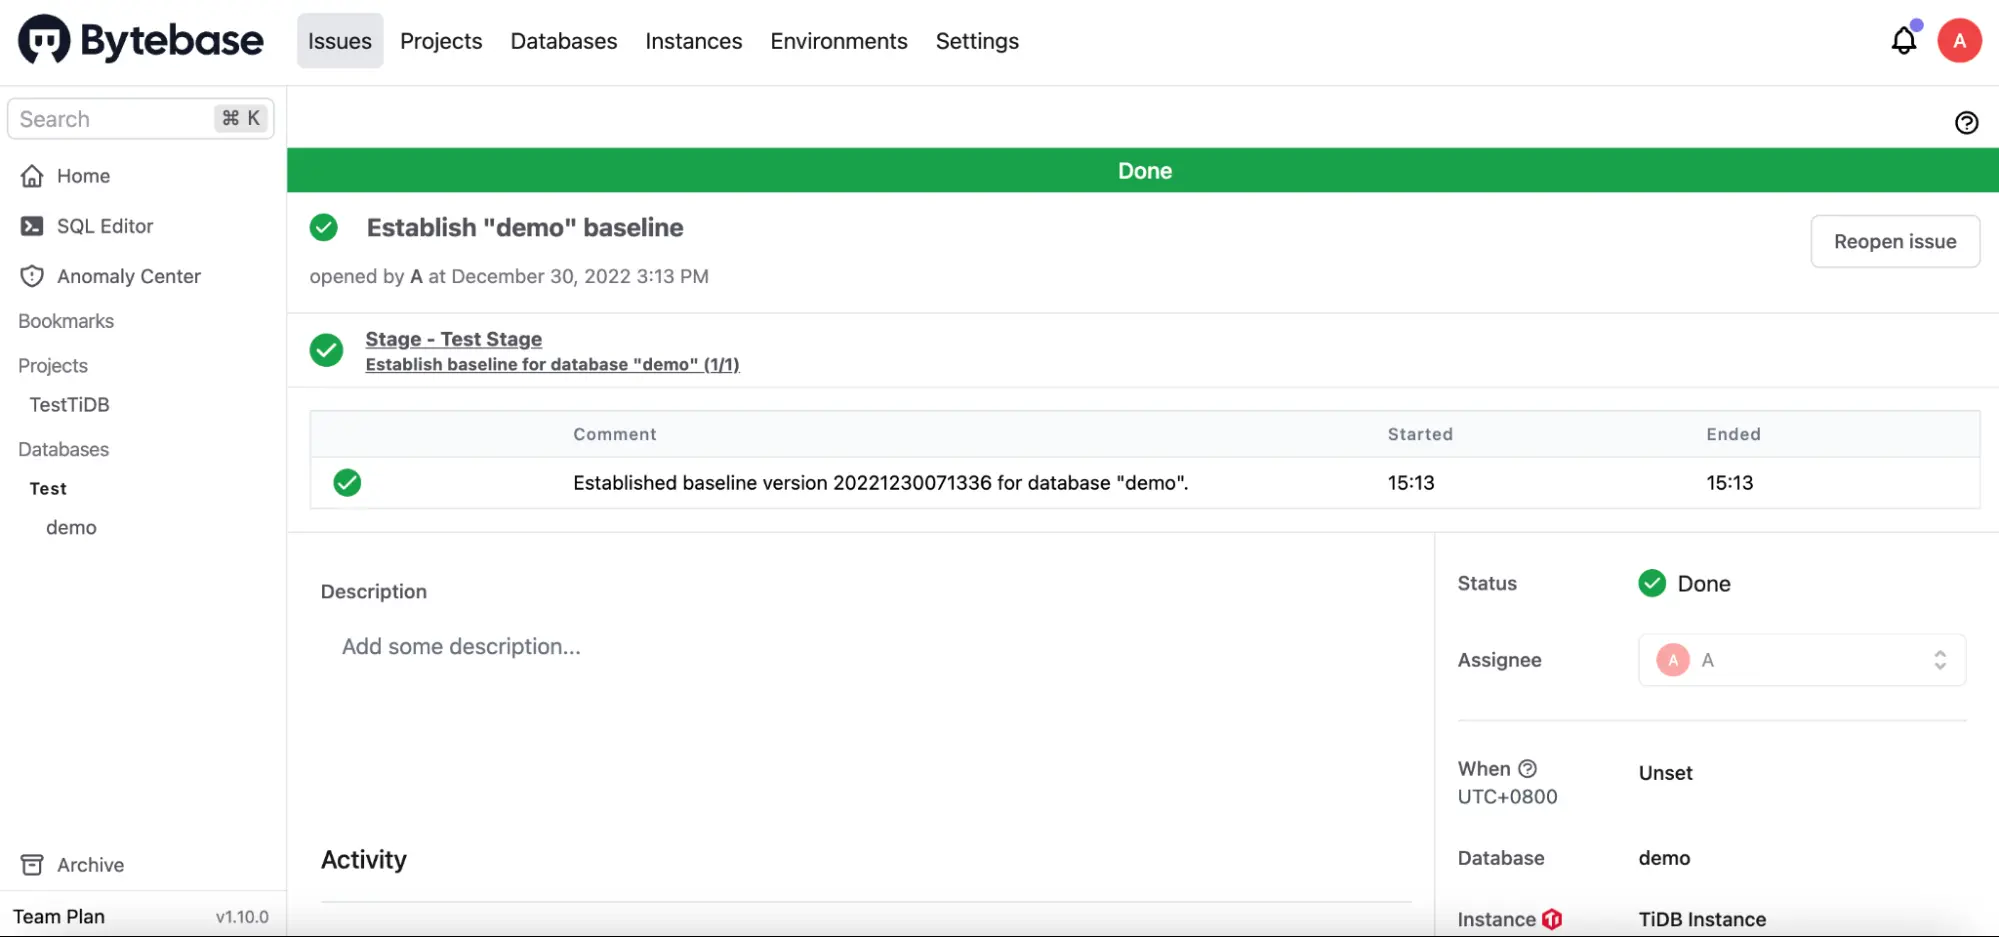 Bytebase
Issues Projects Databases Instances Environments Settings
A
Search ⌘ K
Home
SQL Editor
Anomaly Center
Bookmarks
Projects
TestTiDB
Databases
Test
demo
Archive
Team Plan v1.10.0
Done
Establish "demo" baseline
Reopen issue
opened by A at December 30, 2022 3:13 PM
Stage - Test Stage
Establish baseline for database "demo" (1/1)
Comment Started Ended
Established baseline version 20221230071336 for database "demo". 15:13 15:13
Description
Add some description...
Activity
Status Done
Assignee A A
When Unset
UTC+0800
Database demo
Instance TiDB Instance